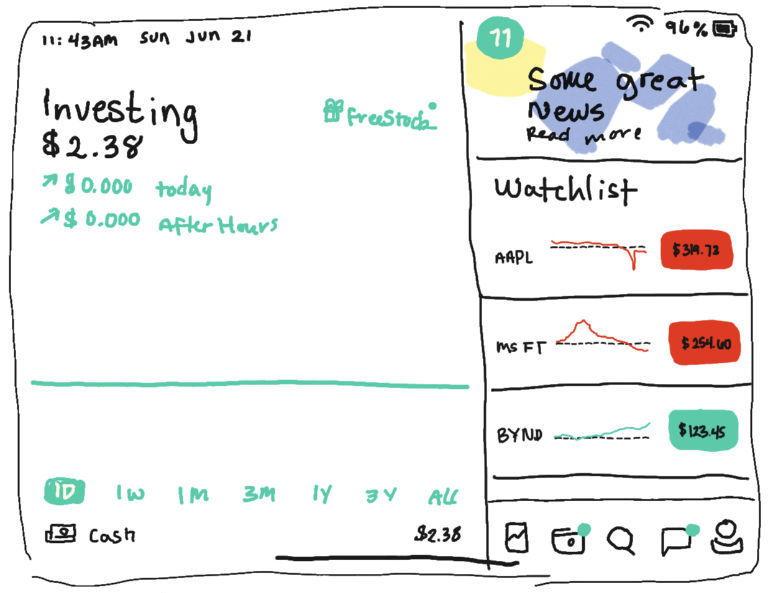 11:43AM Sun Jun 21
96%
Investing
$2.38
FreeStock
$0.000 today
$0.000 After Hours
1D 1W 1M 3M 1Y 3Y ALL
Cash $2.38
11
Some great
News
Read more
Watchlist
AAPL $319.73
MSFT $254.60
BYND $123.45